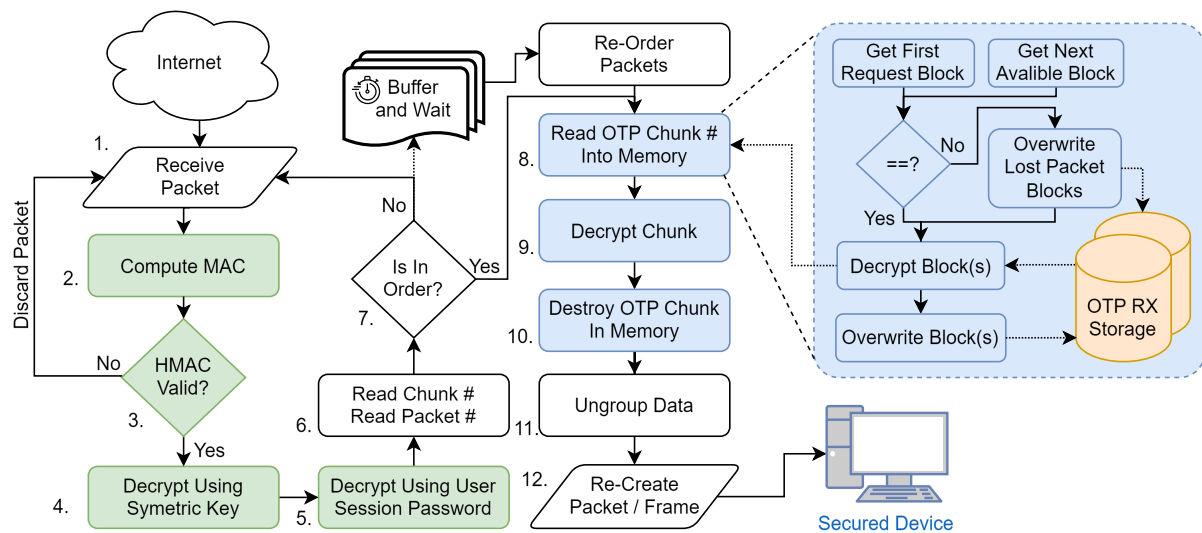 Internet
1.
Receive
Packet
Discard Packet
2.
Compute MAC
No
HMAC
Valid?
3.
Yes
4.
Decrypt Using
Symetric Key
5.
Decrypt Using User
Session Password
6.
Read Chunk #
Read Packet #
7.
Is In
Order?
No
Yes
Buffer
and Wait
Re-Order
Packets
8.
Read OTP Chunk #
Into Memory
9.
Decrypt Chunk
10.
Destroy OTP Chunk
In Memory
11.
Ungroup Data
12.
Re-Create
Packet / Frame
Secured Device
Get First
Request Block
Get Next
Avalible Block
==?
No
Yes
Overwrite
Lost Packet
Blocks
Decrypt Block(s)
Overwrite Block(s)
OTP RX
Storage